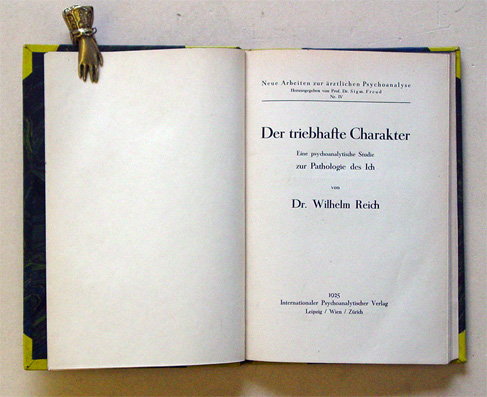 Neue Arbeiten zur ärztlichen Psychoanalyse
Herausgegeben von Prof. Dr. Sigm. Freud
Nr. IV
Der triebhafte Charakter
Eine psychoanalytische Studie
zur Pathologie des Ich
von
Dr. Wilhelm Reich
1925
Internationaler Psychoanalytischer Verlag
Leipzig / Wien / Zürich